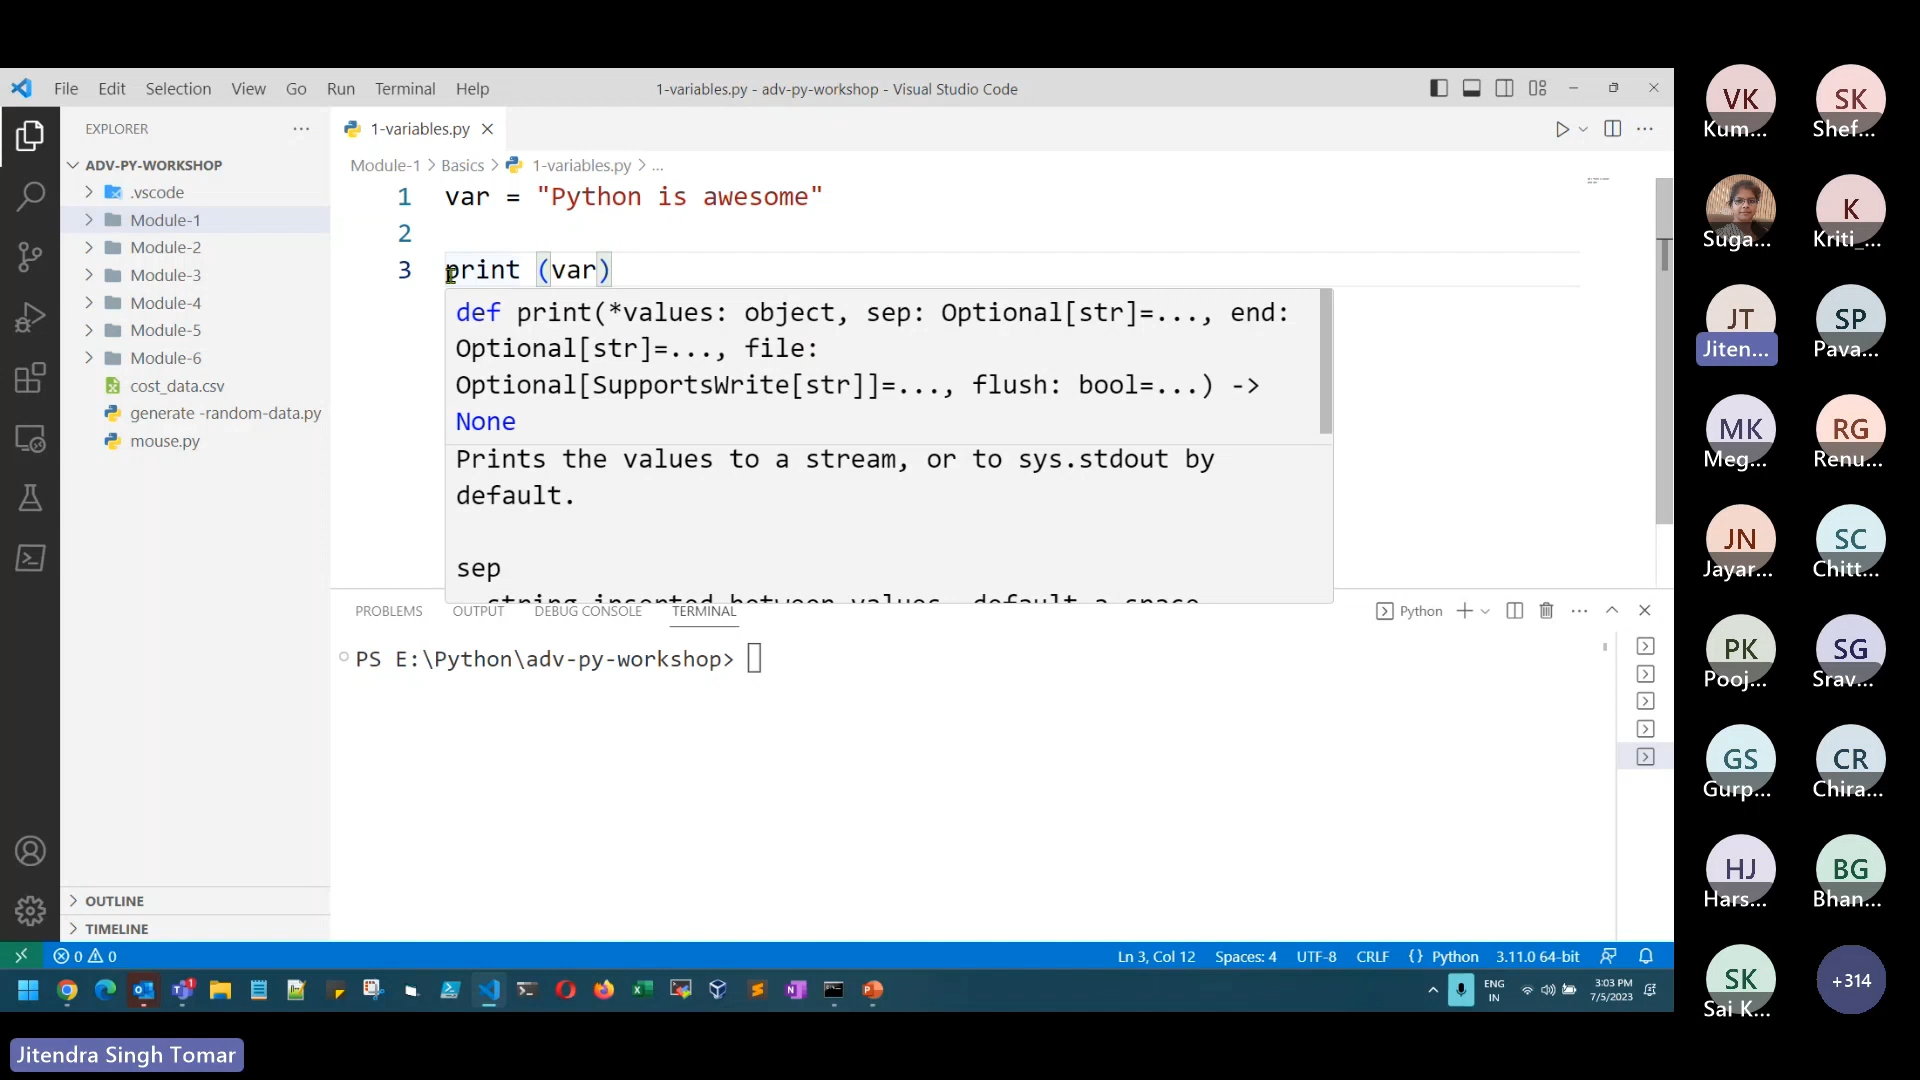 File Edit Selection View Go Run Terminal Help
1-variables.py - adv-py-workshop - Visual Studio Code
EXPLORER
ADV-PY-WORKSHOP
.vscode
Module-1
Module-2
Module-3
Module-4
Module-5
Module-6
cost_data.csv
generate -random-data.py
mouse.py
OUTLINE
TIMELINE
1-variables.py
Module-1 > Basics > 1-variables.py > ...
1 var = "Python is awesome"
2
3 print (var)
def print(*values: object, sep: Optional[str]=..., end:
Optional[str]=..., file:
Optional[SupportsWrite[str]]=..., flush: bool=...) ->
None
Prints the values to a stream, or to sys.stdout by
default.
sep
string inserted between values, default a space
PROBLEMS OUTPUT DEBUG CONSOLE TERMINAL
Python
PS E:\Python\adv-py-workshop>
0 0
Ln 3, Col 12 Spaces: 4 UTF-8 CRLF {} Python 3.11.0 64-bit
ENG
IN
3:03 PM
7/5/2023
VK
Kum...
SK
Shef...
Suga...
K
Kriti_...
JT
Jiten...
SP
Pava...
MK
Meg...
RG
Renu...
JN
Jayar...
SC
Chitt...
PK
Pooj...
SG
Srav...
GS
Gurp...
CR
Chira...
HJ
Hars...
BG
Bhan...
SK
Sai K...
+314
Jitendra Singh Tomar